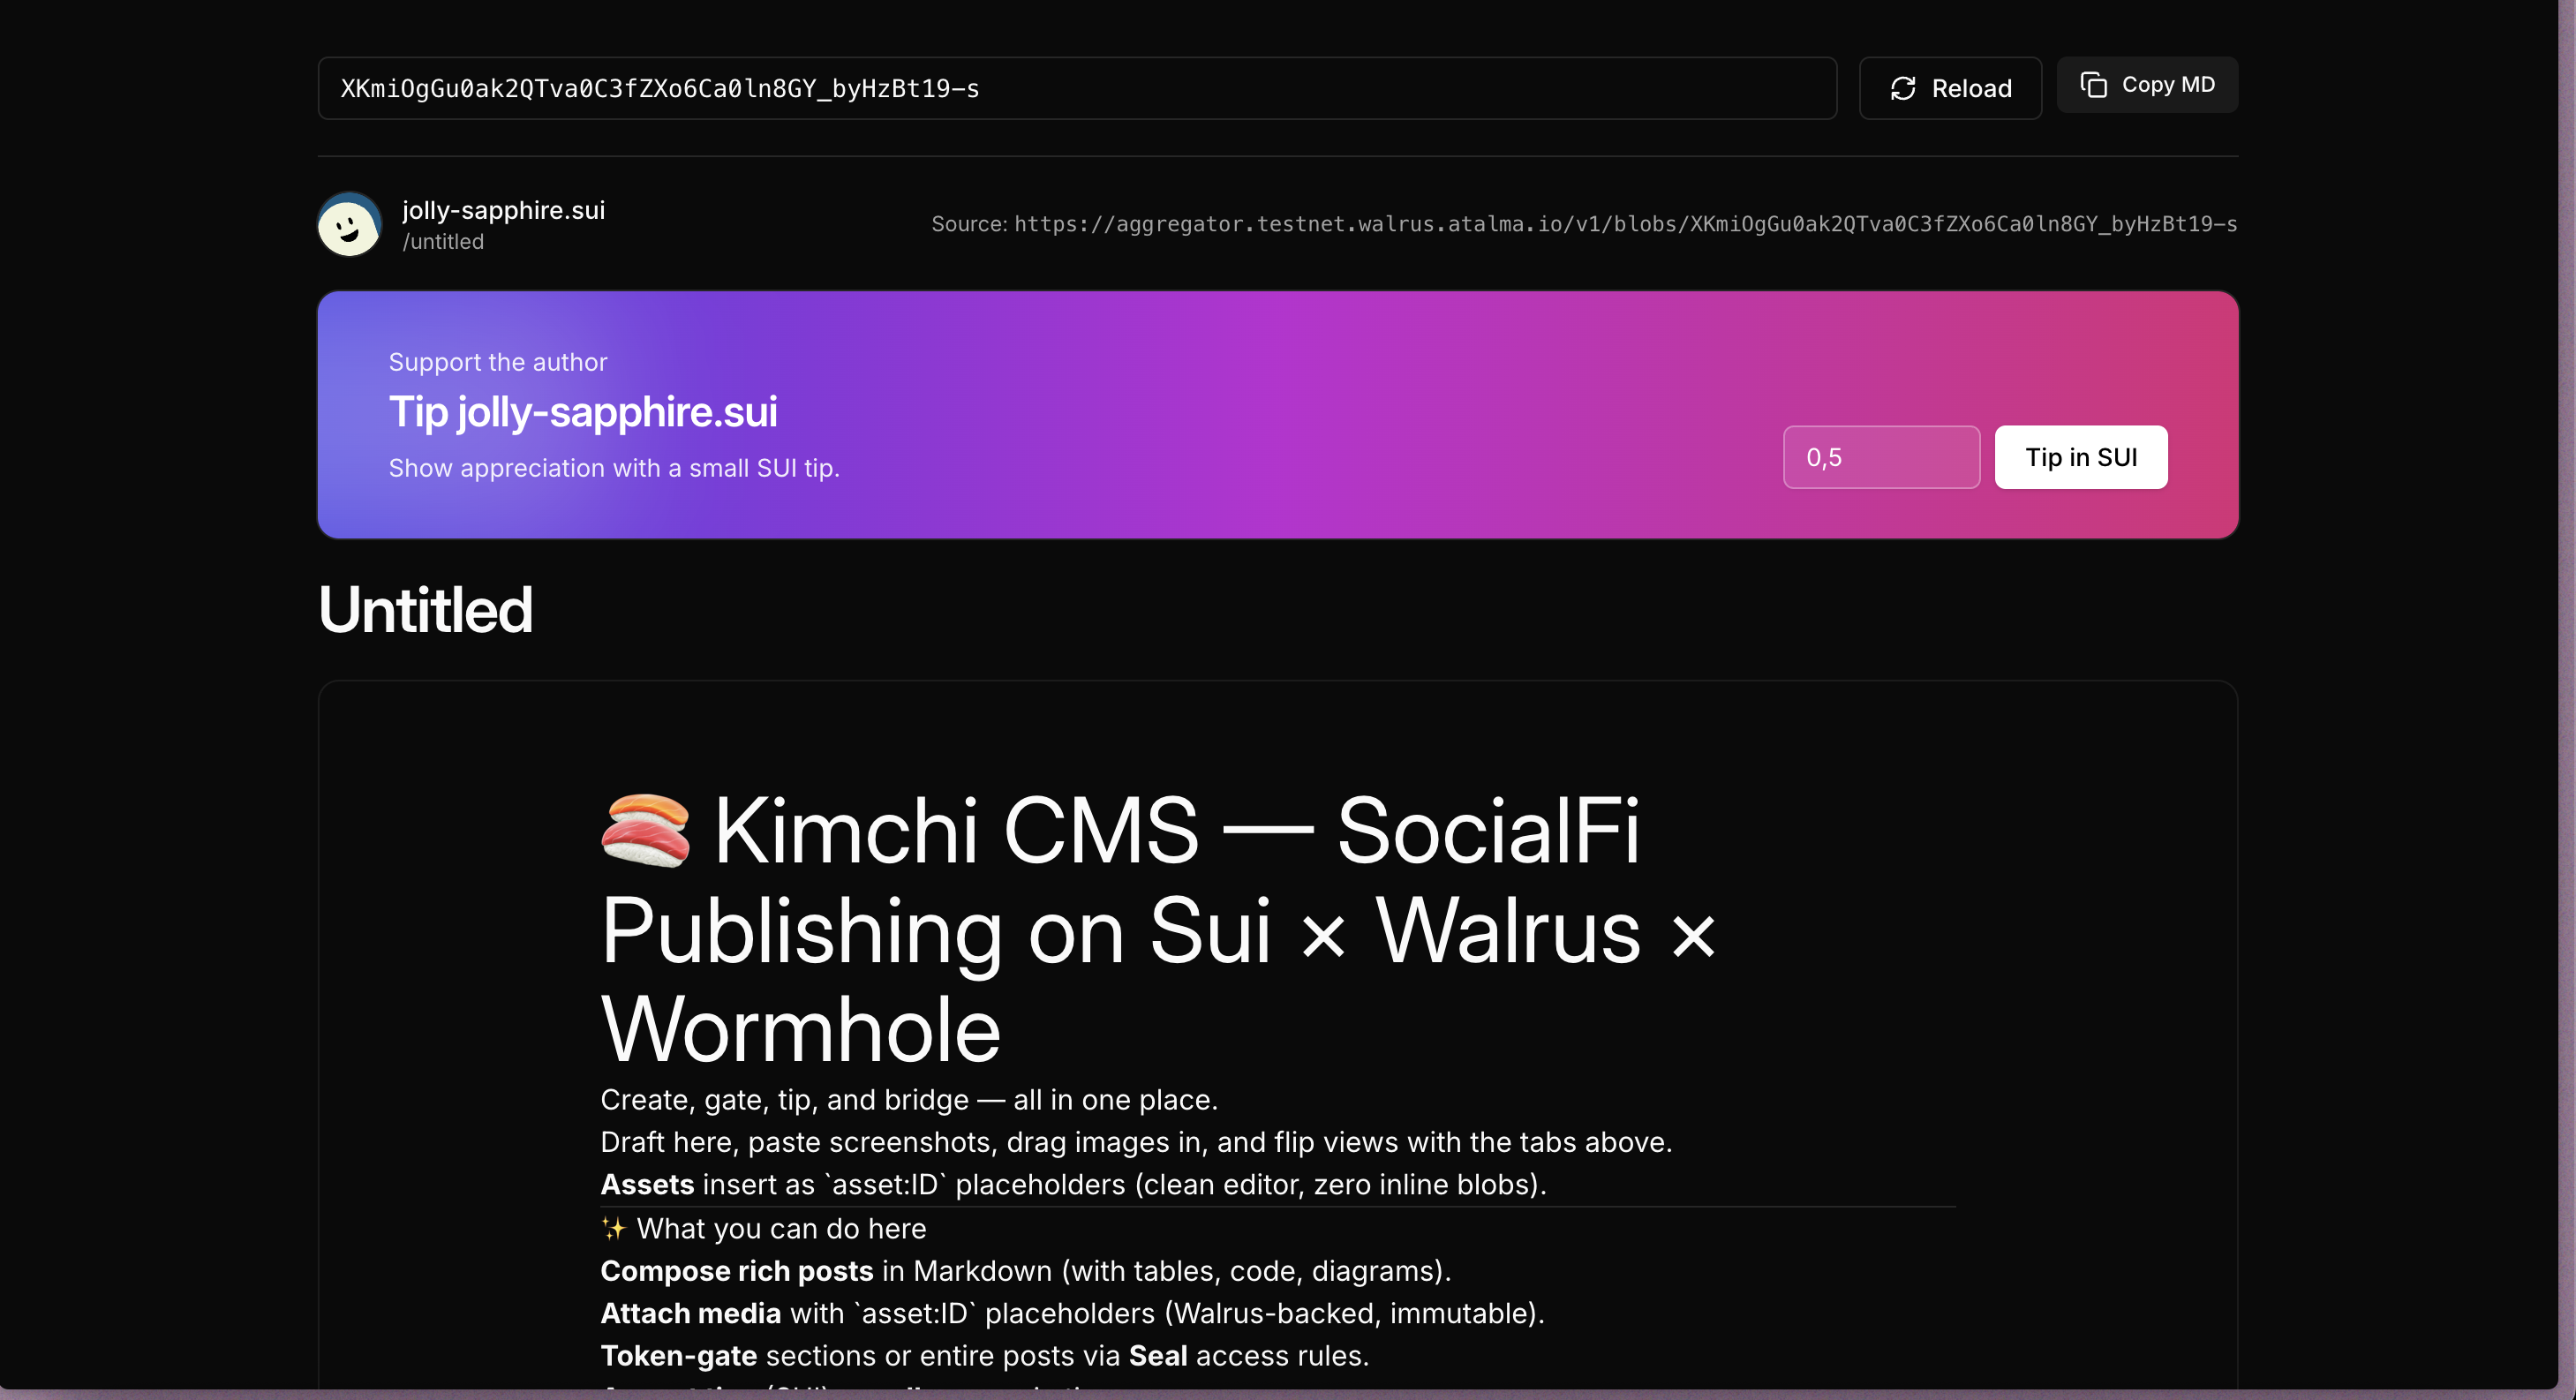 XKmiOgGu0ak2QTva0C3fZXo6Ca0ln8GY_byHzBt19-s
Reload
Copy MD
jolly-sapphire.sui
/untitled
Source: https://aggregator.testnet.walrus.atalma.io/v1/blobs/XKmiOgGu0ak2QTva0C3fZXo6Ca0ln8GY_byHzBt19-s
Support the author
Tip jolly-sapphire.sui
Show appreciation with a small SUI tip.
0,5
Tip in SUI
Untitled
🍣 Kimchi CMS — SocialFi
Publishing on Sui × Walrus ×
Wormhole
Create, gate, tip, and bridge — all in one place.
Draft here, paste screenshots, drag images in, and flip views with the tabs above.
Assets insert as `asset:ID` placeholders (clean editor, zero inline blobs).
✨ What you can do here
Compose rich posts in Markdown (with tables, code, diagrams).
Attach media with `asset:ID` placeholders (Walrus-backed, immutable).
Token-gate sections or entire posts via Seal access rules.